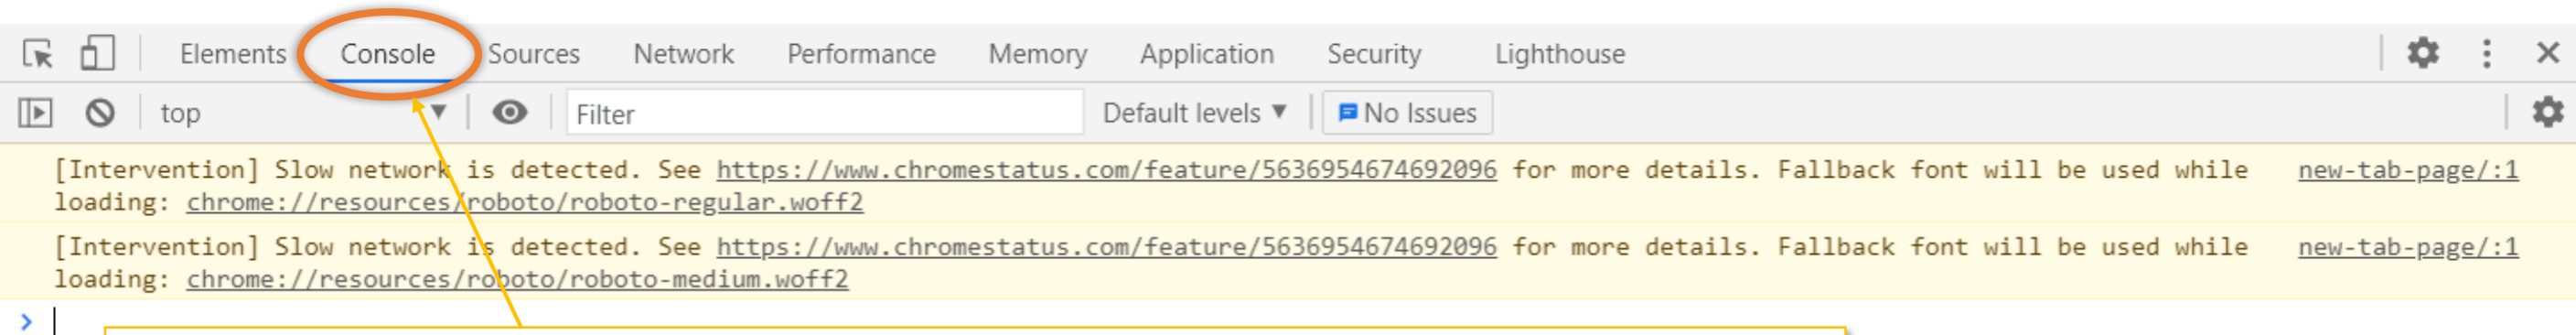 Elements Console Sources Network Performance Memory Application Security Lighthouse
top Filter Default levels No Issues
[Intervention] Slow network is detected. See https://www.chromestatus.com/feature/5636954674692096 for more details. Fallback font will be used while new-tab-page/:1
loading: chrome://resources/roboto/roboto-regular.woff2
[Intervention] Slow network is detected. See https://www.chromestatus.com/feature/5636954674692096 for more details. Fallback font will be used while new-tab-page/:1
loading: chrome://resources/roboto/roboto-medium.woff2